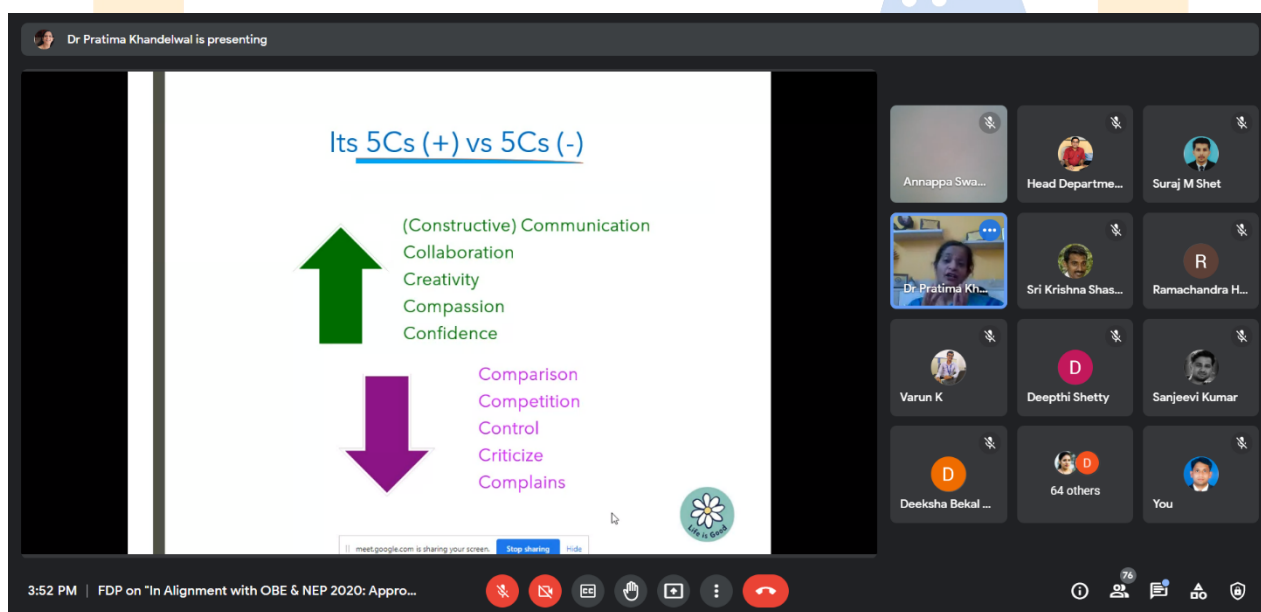 Dr Pratima Khandelwal is presenting
Its 5Cs (+) vs 5Cs (-)
(Constructive) Communication
Collaboration
Creativity
Compassion
Confidence
Comparison
Competition
Control
Criticize
Complains
Life is Good
meet.google.com is sharing your screen. Stop sharing Hide
Annappa Swa...
Head Departme...
Suraj M Shet
Dr Pratima Kh...
Sri Krishna Shas...
R
Ramachandra H...
Varun K
D
Deepthi Shetty
Sanjeevi Kumar
D
Deeksha Bekal ...
D
64 others
You
3:52 PM | FDP on "In Alignment with OBE & NEP 2020: Appro...
CC
76